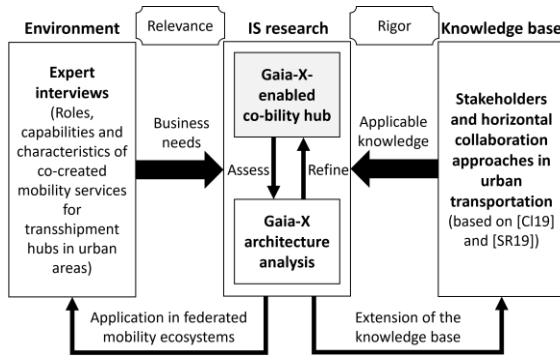 Environment
Relevance
IS research
Rigor
Knowledge base
Expert
interviews
(Roles,
capabilities and
characteristics of
co-created
mobility services
for
transshipment
hubs in urban
areas)
Business
needs
Gaia-X-
enabled
co-bility hub
Assess
Refine
Gaia-X
architecture
analysis
Applicable
knowledge
Stakeholders
and horizontal
collaboration
approaches in
urban
transportation
(based on [CI19]
and [SR19])
Application in federated
mobility ecosystems
Extension of the
knowledge base